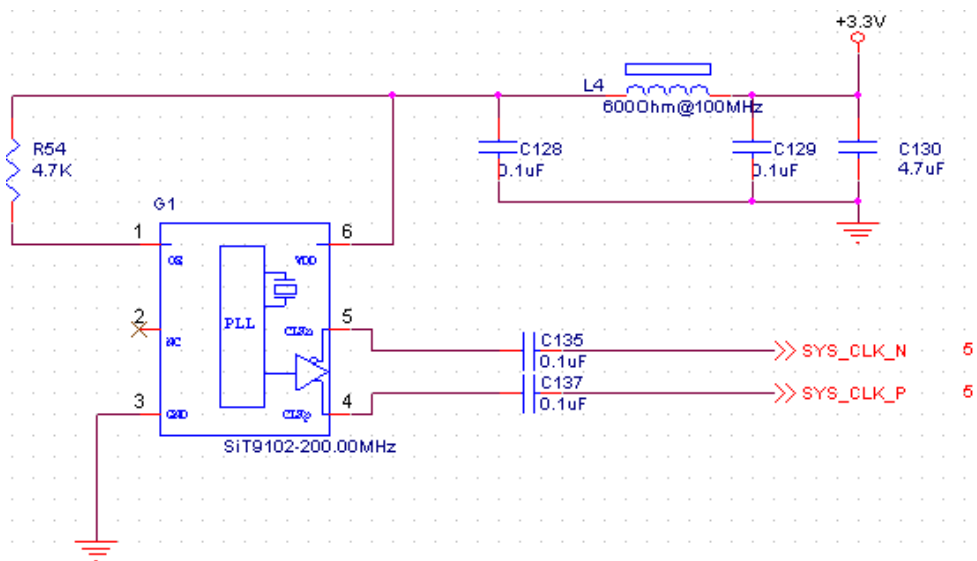 +3.3V
L4
600Ohm@100MHz
R54
4.7K
C128
0.1uF
C129
0.1uF
C130
4.7uF
G1
1
6
OE
VDD
PLL
2
NC
CLKn
5
C135
0.1uF
SYS_CLK_N
5
3
GND
CLKp
4
C137
0.1uF
SYS_CLK_P
5
SiT9102-200.00MHz